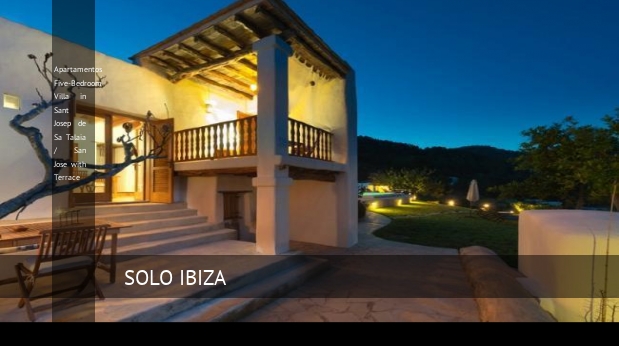 Apartamentos
Five-Bedroom
Villa in
Sant
Josep de
Sa Talaia
/ San
Jose with
Terrace
SOLO IBIZA